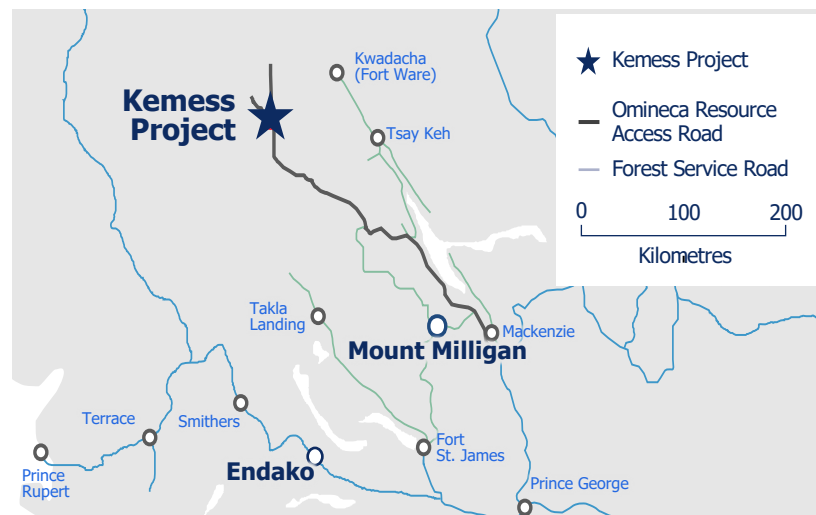 Kwadacha
(Fort Ware)
Kemess
Project
Tsay Keh
Kemess Project
Omineca Resource
Access Road
Forest Service Road
0 100 200
Kilometres
Takla
Landing
Mackenzie
Mount Milligan
Terrace
Smithers
Fort
St. James
Prince
Rupert
Endako
Prince George